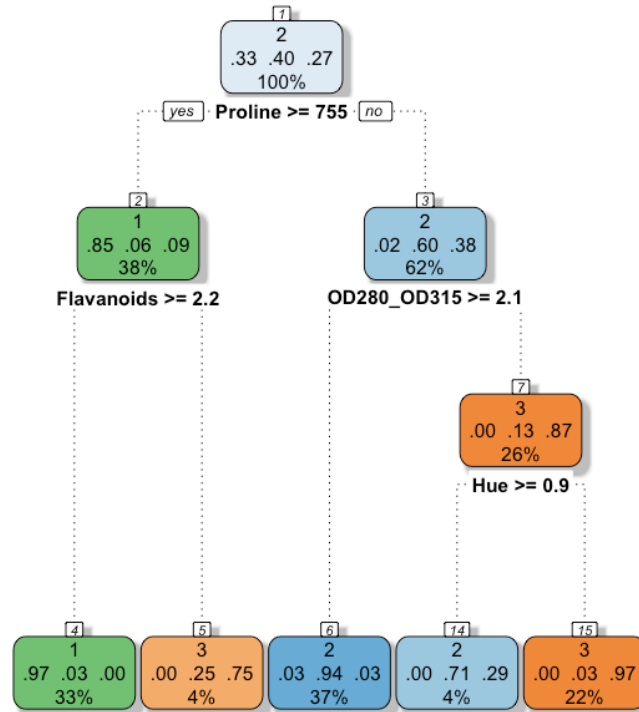 1
2
.33 .40 .27
100%
yes Proline >= 755 no
2
1
.85 .06 .09
38%
Flavanoids >= 2.2
3
2
.02 .60 .38
62%
OD280_OD315 >= 2.1
7
3
.00 .13 .87
26%
Hue >= 0.9
4
1
.97 .03 .00
33%
5
3
.00 .25 .75
4%
6
2
.03 .94 .03
37%
14
2
.00 .71 .29
4%
15
3
.00 .03 .97
22%